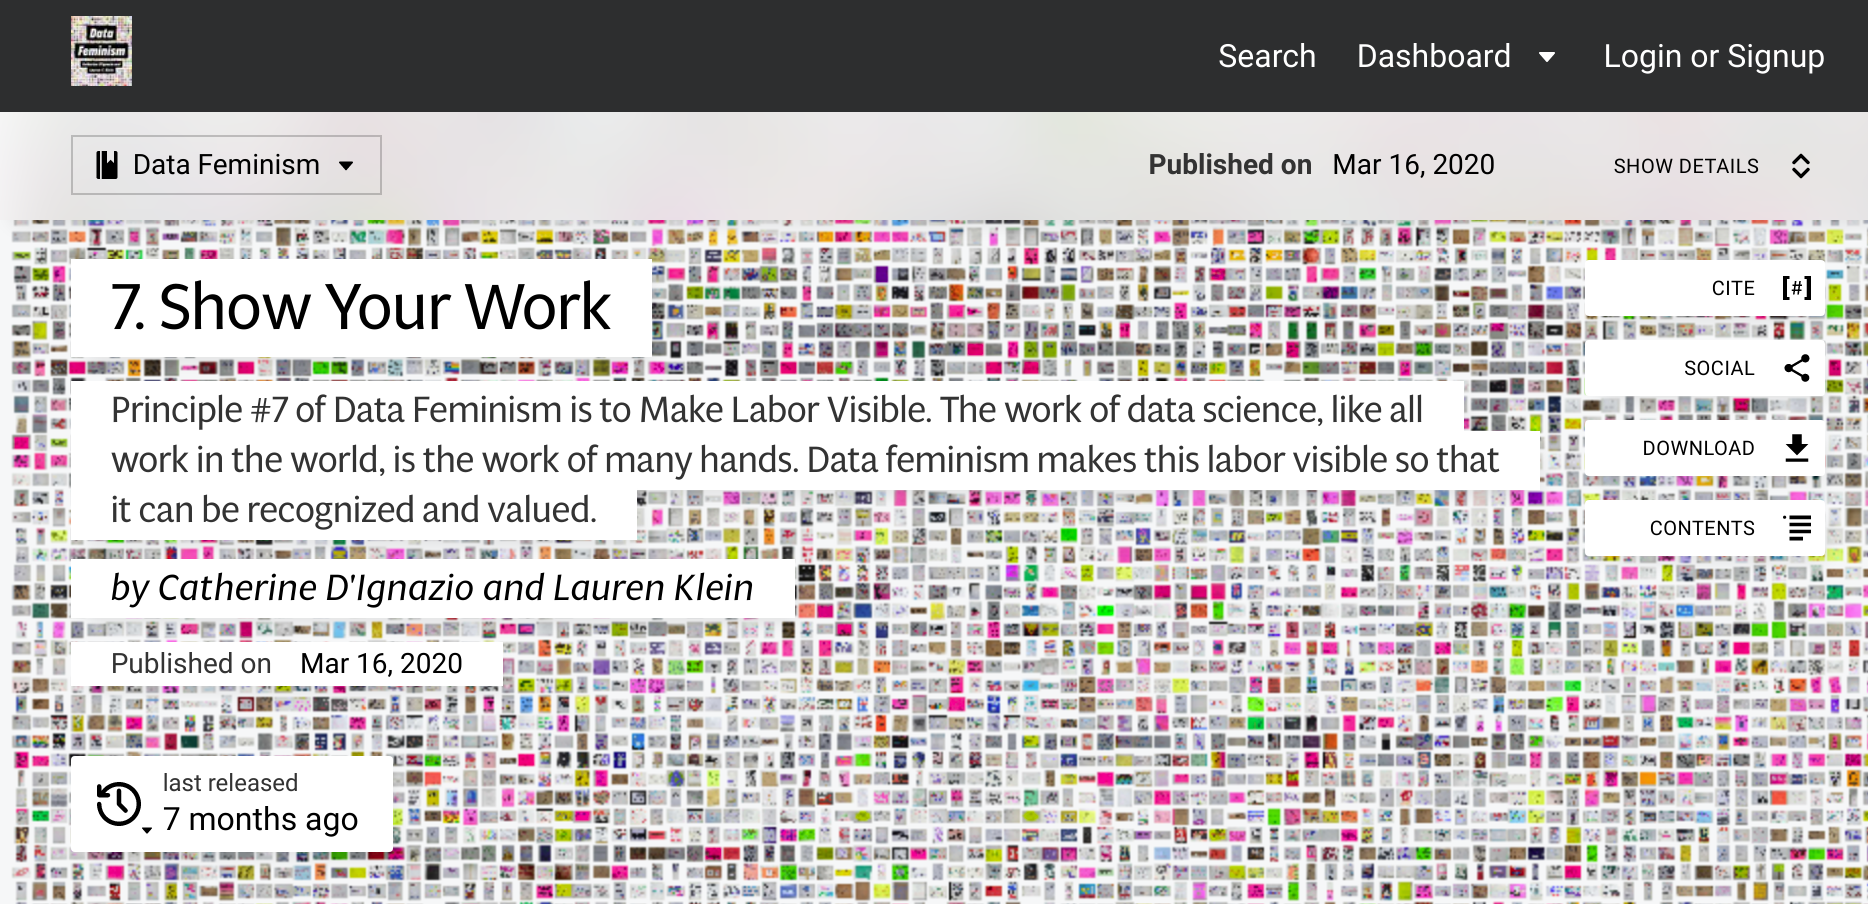 Data
Feminism
Search
Dashboard
Login or Signup
Data Feminism
Published on Mar 16, 2020
SHOW DETAILS
7. Show Your Work
CITE [#]
SOCIAL
Principle #7 of Data Feminism is to Make Labor Visible. The work of data science, like all
work in the world, is the work of many hands. Data feminism makes this labor visible so that
it can be recognized and valued.
DOWNLOAD
CONTENTS
by Catherine D'Ignazio and Lauren Klein
Published on Mar 16, 2020
last released
7 months ago